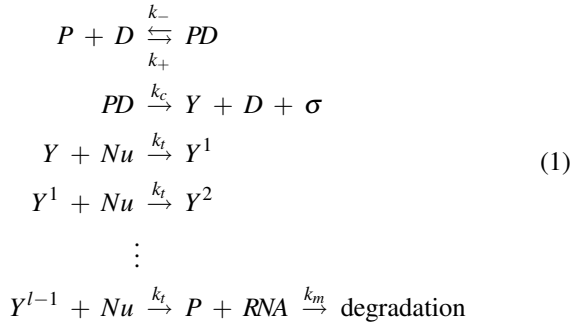 P + D ⇌ PD (k₋ above, k₊ below)
PD →^{k_c} Y + D + σ
Y + Nu →^{k_t} Y¹
Y¹ + Nu →^{k_t} Y²
⋮
Y^{l−1} + Nu →^{k_t} P + RNA →^{k_m} degradation
(1)